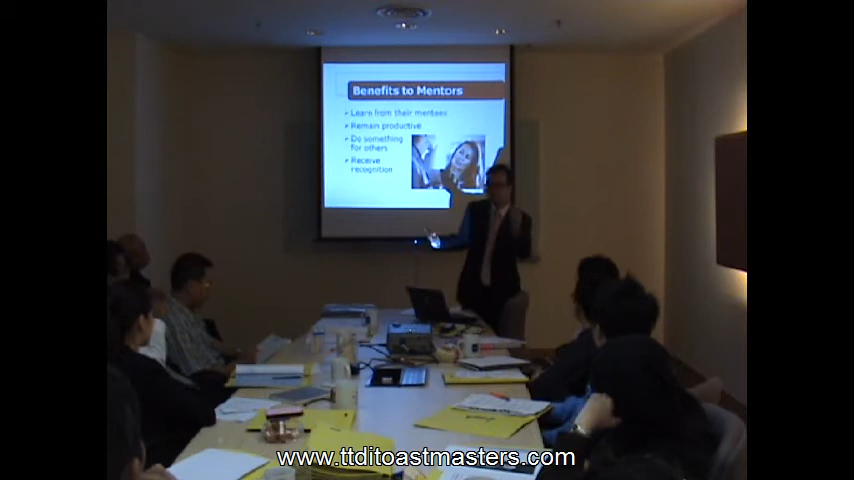 Benefits to Mentors
Learn from their mentees
Remain productive
Do something
for others
Receive
recognition
www.ttditoastmasters.com